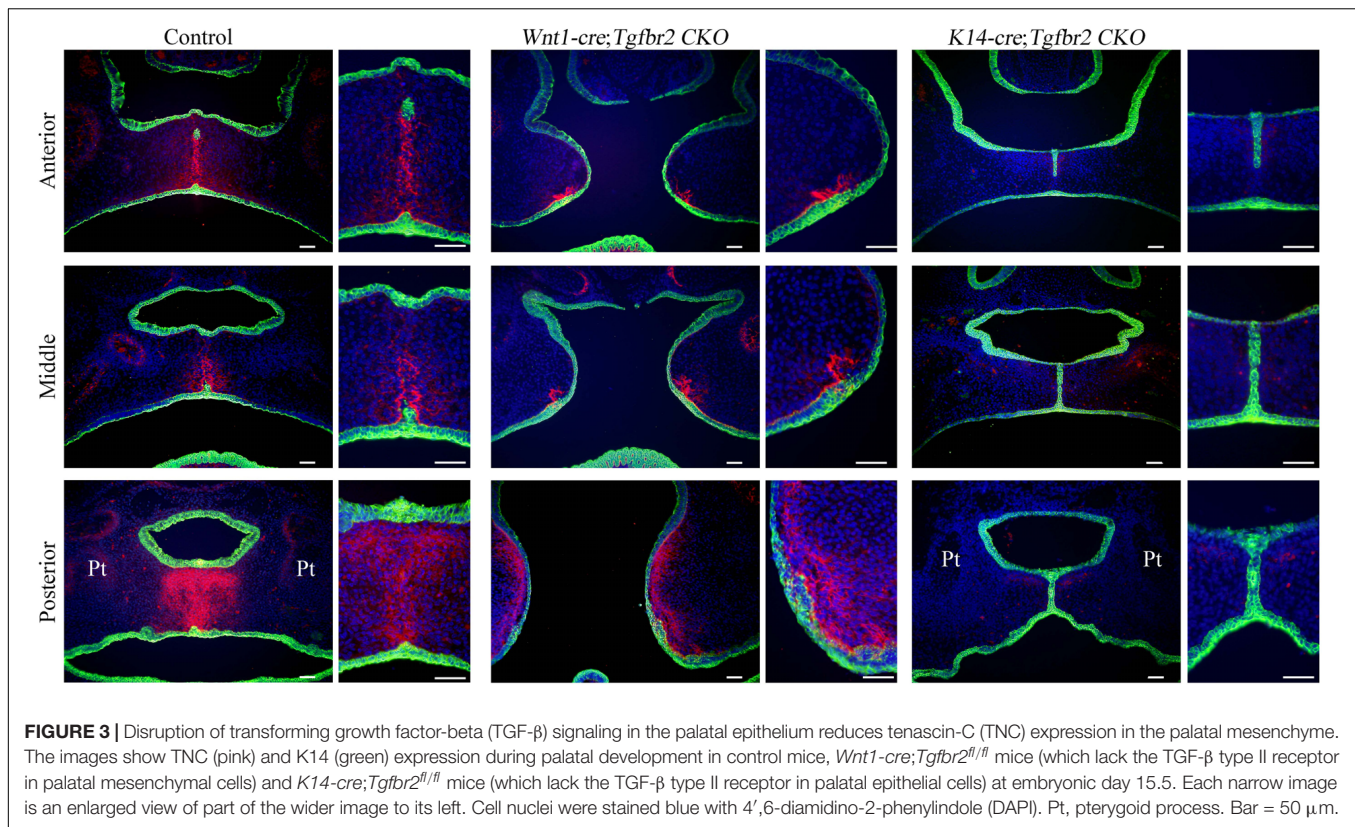 Control
Wnt1-cre;Tgfbr2 CKO
K14-cre;Tgfbr2 CKO
Anterior
Middle
Posterior
Pt
Pt
Pt
Pt
FIGURE 3 | Disruption of transforming growth factor-beta (TGF-β) signaling in the palatal epithelium reduces tenascin-C (TNC) expression in the palatal mesenchyme.
The images show TNC (pink) and K14 (green) expression during palatal development in control mice, Wnt1-cre;Tgfbr2fl/fl mice (which lack the TGF-β type II receptor
in palatal mesenchymal cells) and K14-cre;Tgfbr2fl/fl mice (which lack the TGF-β type II receptor in palatal epithelial cells) at embryonic day 15.5. Each narrow image
is an enlarged view of part of the wider image to its left. Cell nuclei were stained blue with 4′,6-diamidino-2-phenylindole (DAPI). Pt, pterygoid process. Bar = 50 μm.